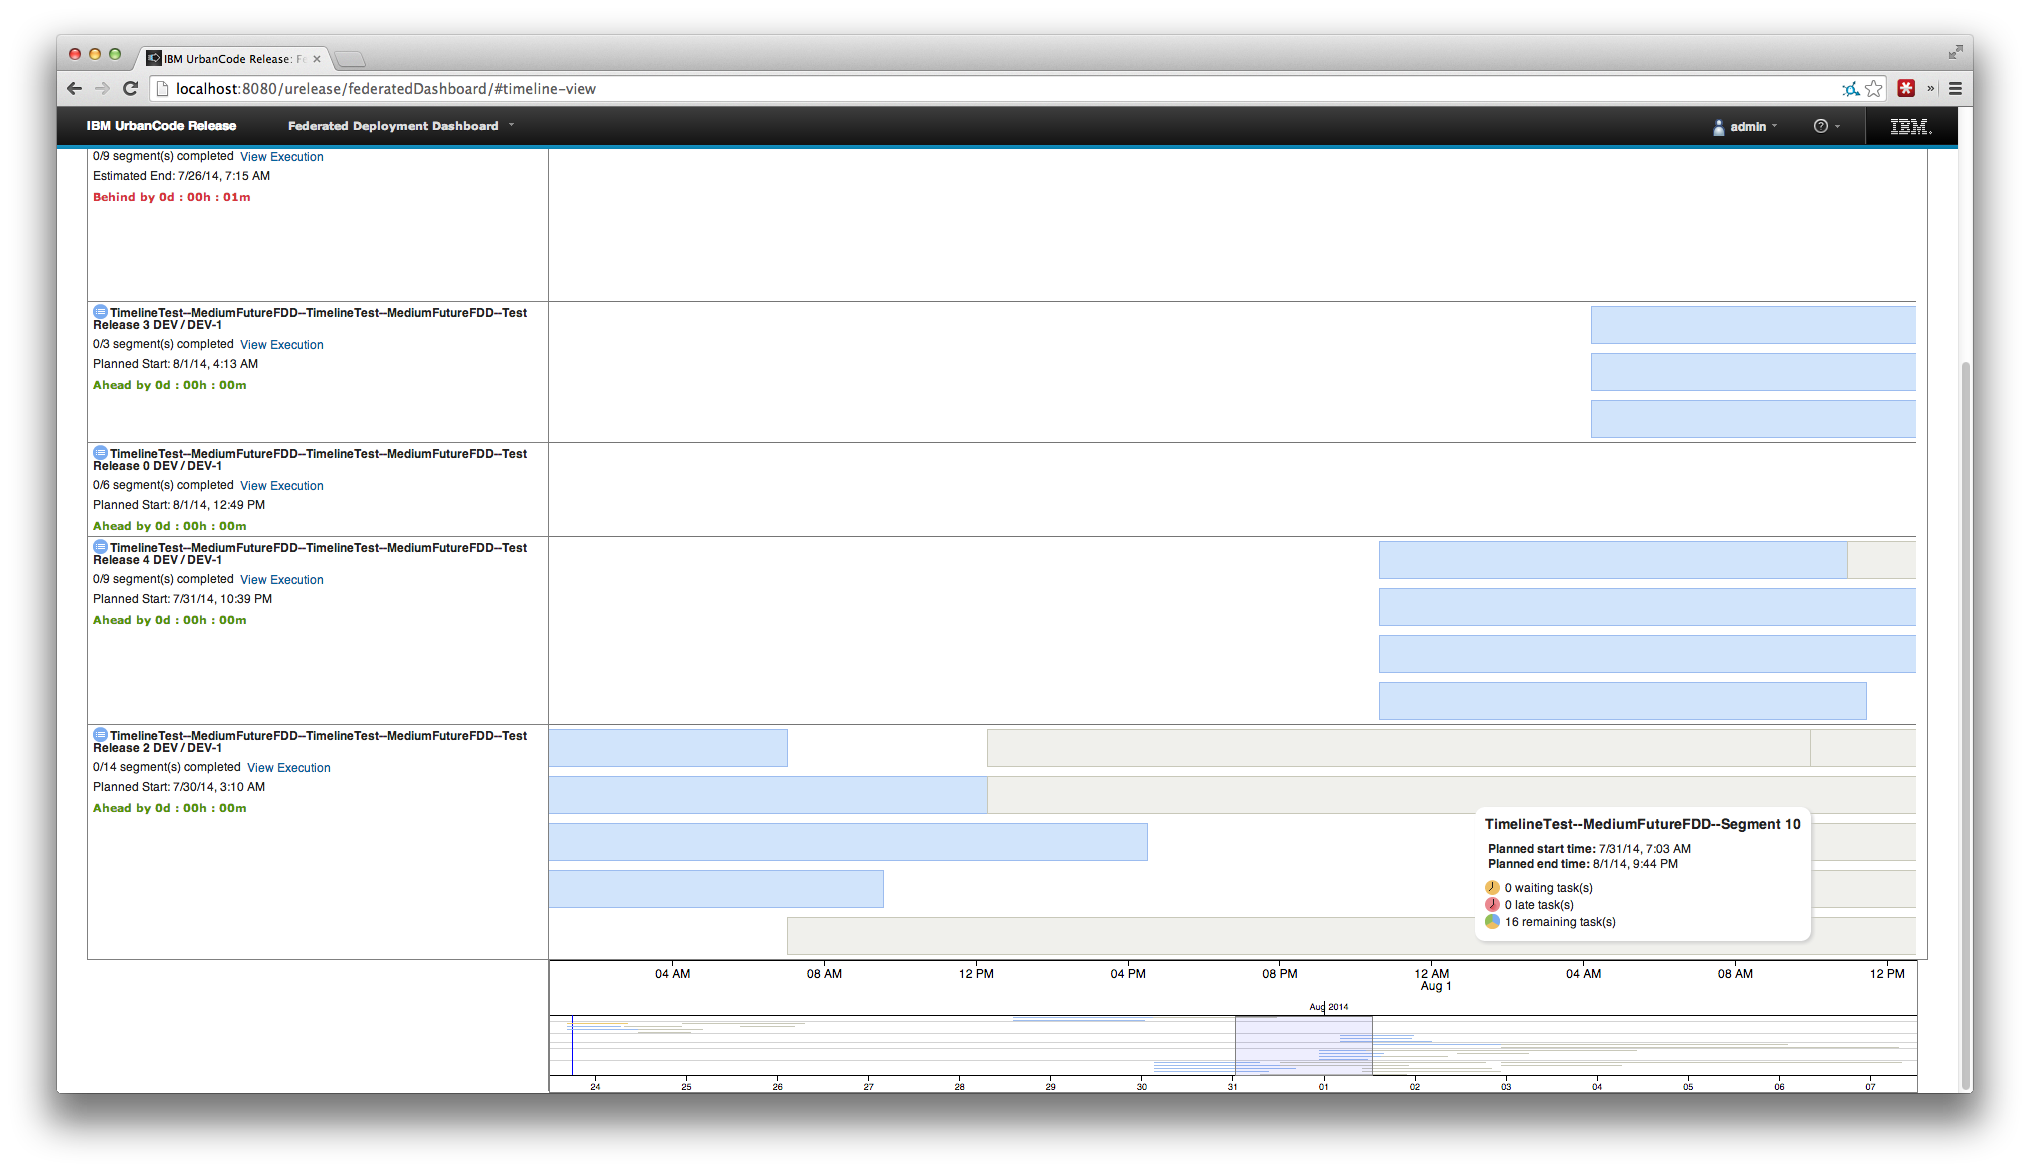 IBM UrbanCode Release: Fe
localhost:8080/urelease/federatedDashboard/#timeline-view
IBM UrbanCode Release Federated Deployment Dashboard admin IBM
0/9 segment(s) completed View Execution
Estimated End: 7/26/14, 7:15 AM
Behind by 0d : 00h : 01m
TimelineTest--MediumFutureFDD--TimelineTest--MediumFutureFDD--Test
Release 3 DEV / DEV-1
0/3 segment(s) completed View Execution
Planned Start: 8/1/14, 4:13 AM
Ahead by 0d : 00h : 00m
TimelineTest--MediumFutureFDD--TimelineTest--MediumFutureFDD--Test
Release 0 DEV / DEV-1
0/6 segment(s) completed View Execution
Planned Start: 8/1/14, 12:49 PM
Ahead by 0d : 00h : 00m
TimelineTest--MediumFutureFDD--TimelineTest--MediumFutureFDD--Test
Release 4 DEV / DEV-1
0/9 segment(s) completed View Execution
Planned Start: 7/31/14, 10:39 PM
Ahead by 0d : 00h : 00m
TimelineTest--MediumFutureFDD--TimelineTest--MediumFutureFDD--Test
Release 2 DEV / DEV-1
0/14 segment(s) completed View Execution
Planned Start: 7/30/14, 3:10 AM
Ahead by 0d : 00h : 00m
TimelineTest--MediumFutureFDD--Segment 10
Planned start time: 7/31/14, 7:03 AM
Planned end time: 8/1/14, 9:44 PM
0 waiting task(s)
0 late task(s)
16 remaining task(s)
04 AM 08 AM 12 PM 04 PM 08 PM 12 AM 04 AM 08 AM 12 PM
Aug 1
Aug 2014
24 25 26 27 28 29 30 31 01 02 03 04 05 06 07